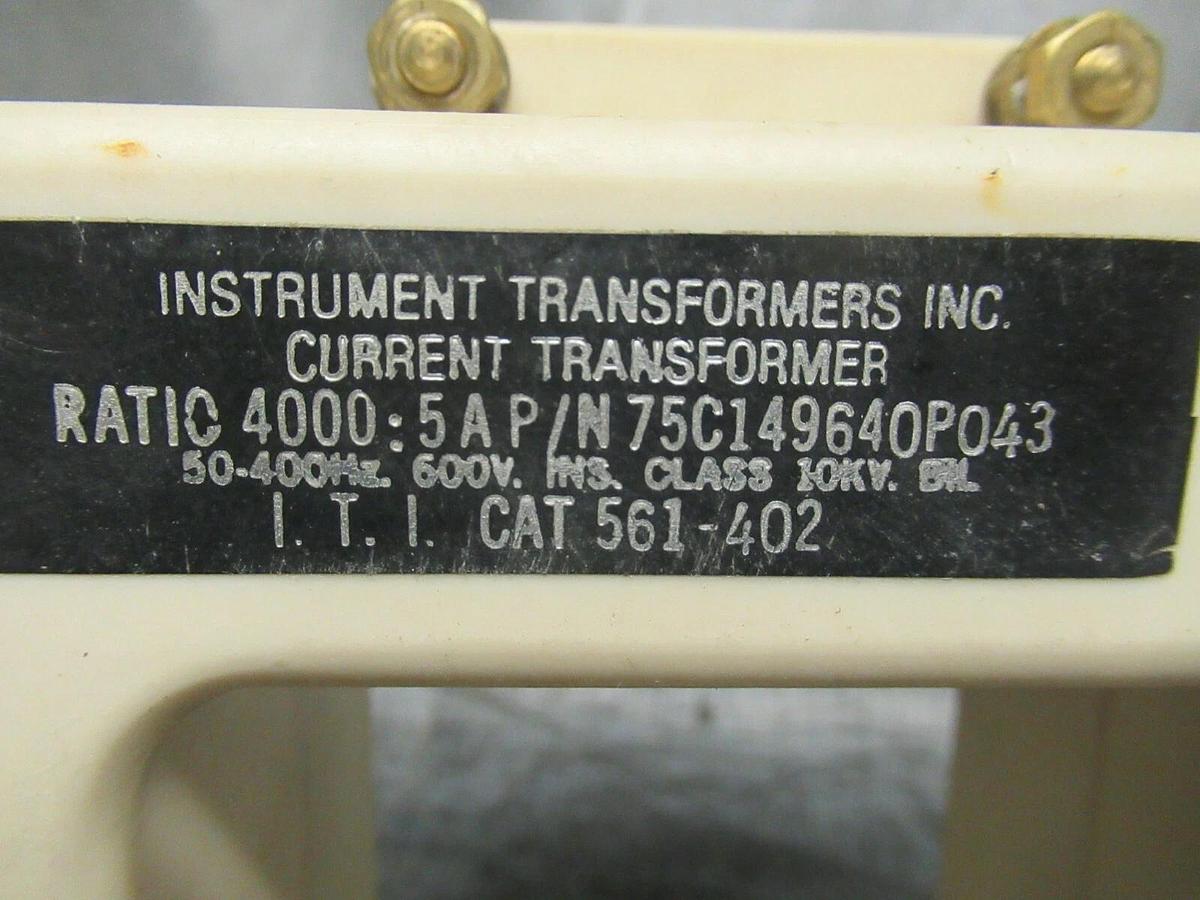 INSTRUMENT TRANSFORMERS INC.
CURRENT TRANSFORMER
RATIO 4000:5A P/N 75C149640P043
50-400Hz. 600V. INS. CLASS 10KV. BIL
I. T. I. CAT 561-402